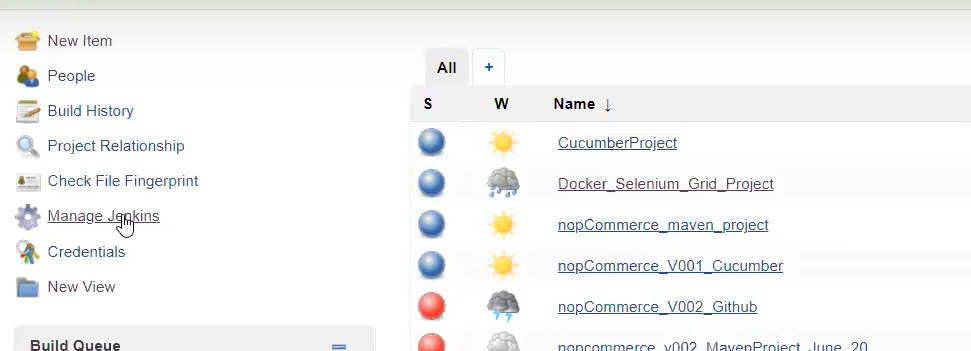 New Item
People
Build History
Project Relationship
Check File Fingerprint
Manage Jenkins
Credentials
New View
Build Queue
All +
S W Name ↓
CucumberProject
Docker_Selenium_Grid_Project
nopCommerce_maven_project
nopCommerce_V001_Cucumber
nopCommerce_V002_Github
nopcommerce_v002_MavenProject_June_20